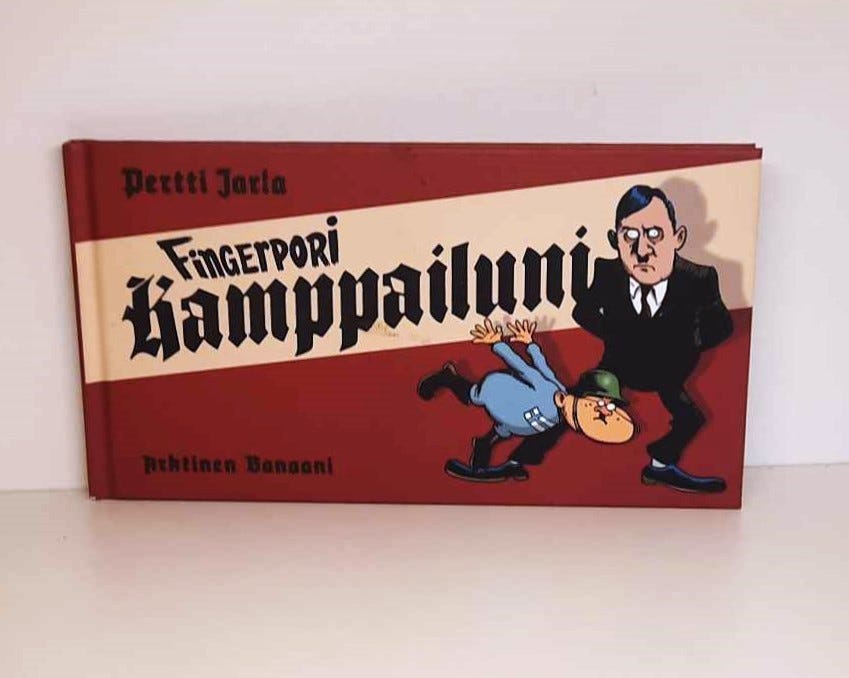 Pertti Jarla
FINGERPORI
Kamppailuni
Arktinen Banaani